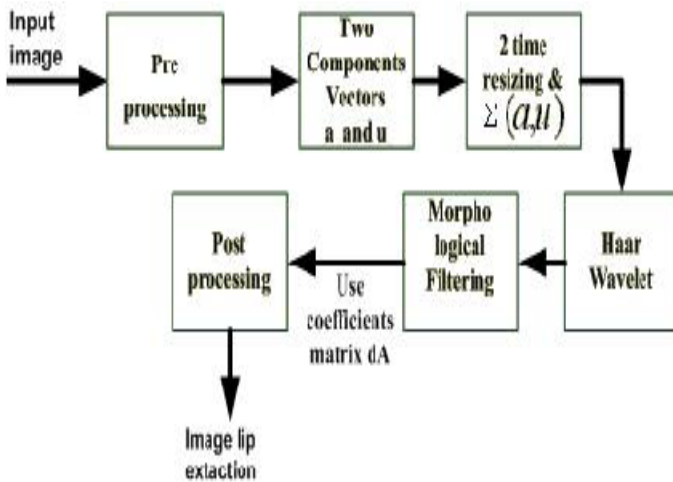 Input
image
Pre
processing
Two
Components
Vectors
a and u
2 time
resizing &
Σ(a,u)
Haar
Wavelet
Morpho
logical
Filtering
Use
coefficients
matrix dA
Post
processing
Image lip
extaction